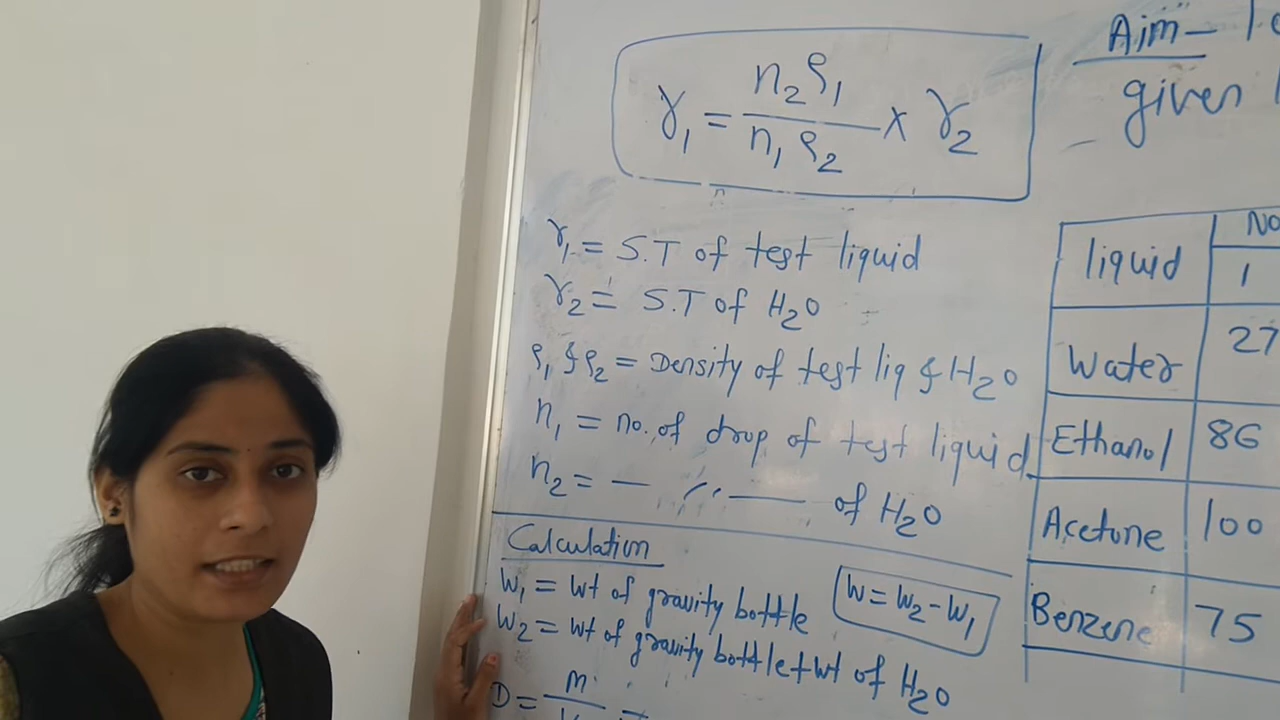 γ₁ = n₂ρ₁ / n₁ρ₂ × γ₂
γ₁ = S.T of test liquid
γ₂ = S.T of H₂O
ρ₁ & ρ₂ = Density of test liq & H₂O
n₁ = no. of drop of test liquid
n₂ = —〃 — of H₂O
Calculation
W₁ = wt of gravity bottle
W = W₂ - W₁
W₂ = wt of gravity bottle + wt of H₂O
D = m
Aim -
given
liquid No
1
Water 27
Ethanol 86
Acetone 100
Benzene 75